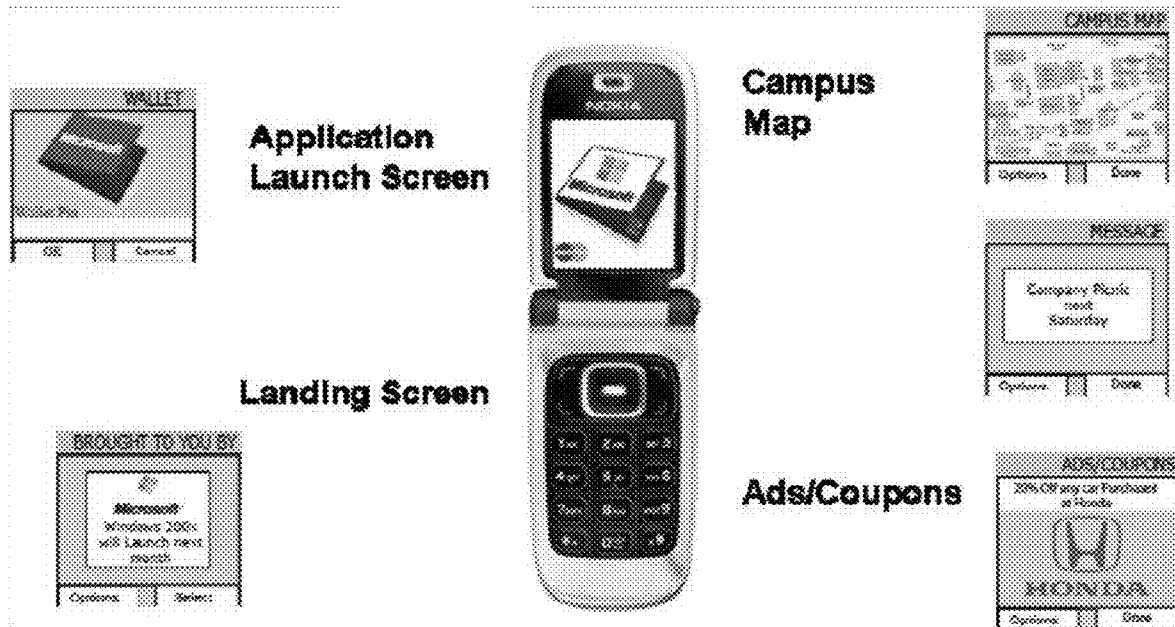 WALLET
OK Cancel
Application
Launch Screen
Landing Screen
BROUGHT TO YOU BY
Microsoft
Windows 200x
will Launch next
month
Options Select
NOKIA
Campus
Map
CAMPUS MAP
Options Done
MESSAGE
Company Picnic
next
Saturday
Options Done
Ads/Coupons
ADS/COUPONS
20% Off any car Purchased
at Honda
HONDA
Options Done